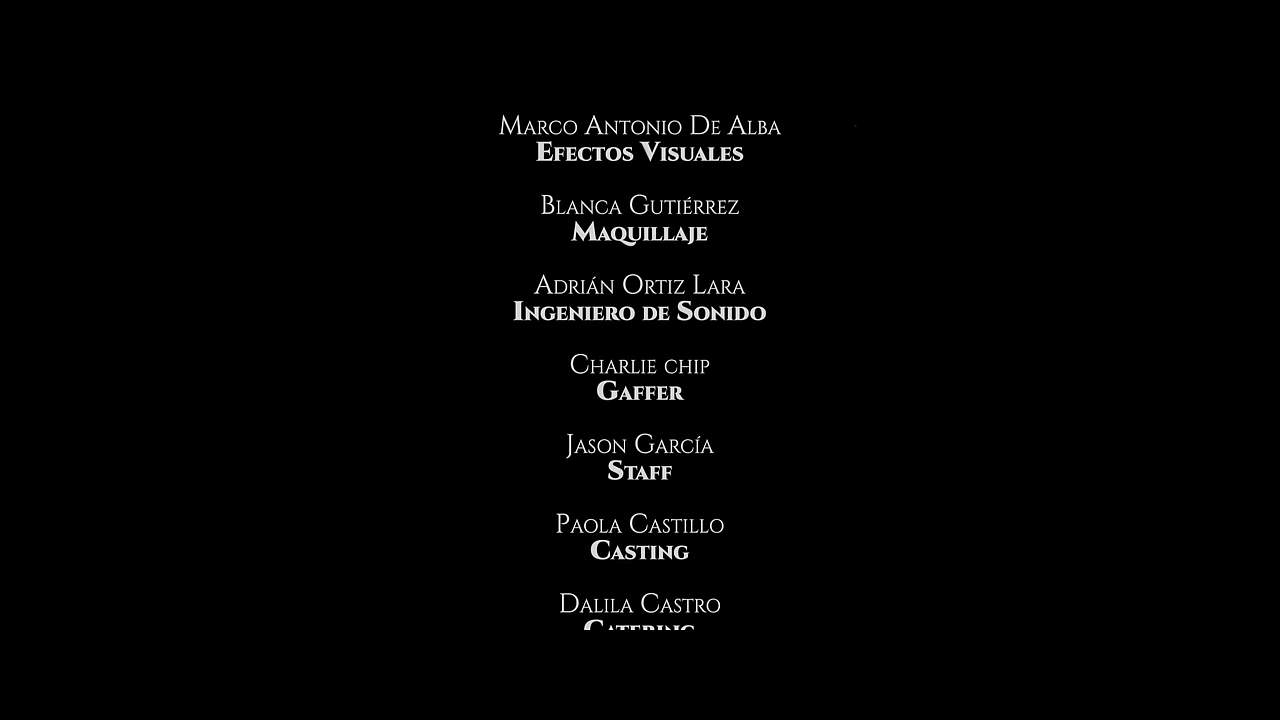 Marco Antonio De Alba
Efectos Visuales
Blanca Gutiérrez
Maquillaje
Adrián Ortiz Lara
Ingeniero de Sonido
Charlie chip
Gaffer
Jason García
Staff
Paola Castillo
Casting
Dalila Castro
Catering